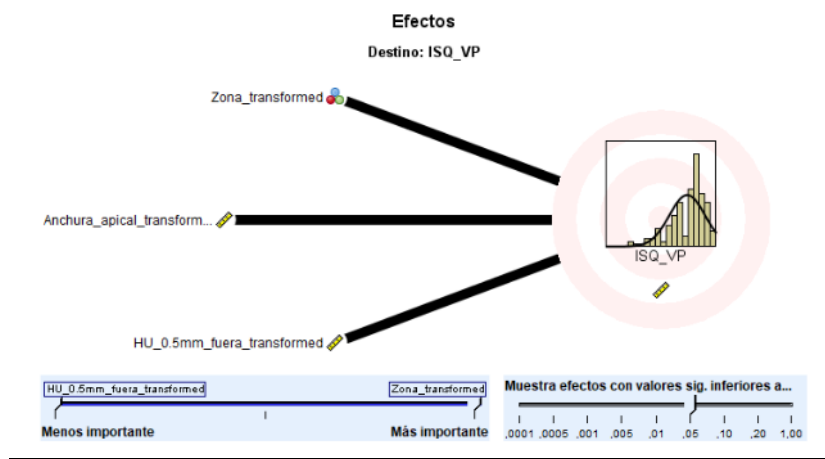 Efectos
Destino: ISQ_VP
Zona_transformed
Anchura_apical_transform...
HU_0.5mm_fuera_transformed
ISQ_VP
HU_0.5mm_fuera_transformed
Zona_transformed
Menos importante
Más importante
Muestra efectos con valores sig. inferiores a...
,0001 ,0005 ,001 ,005 ,01 ,05 ,10 ,20 1,00